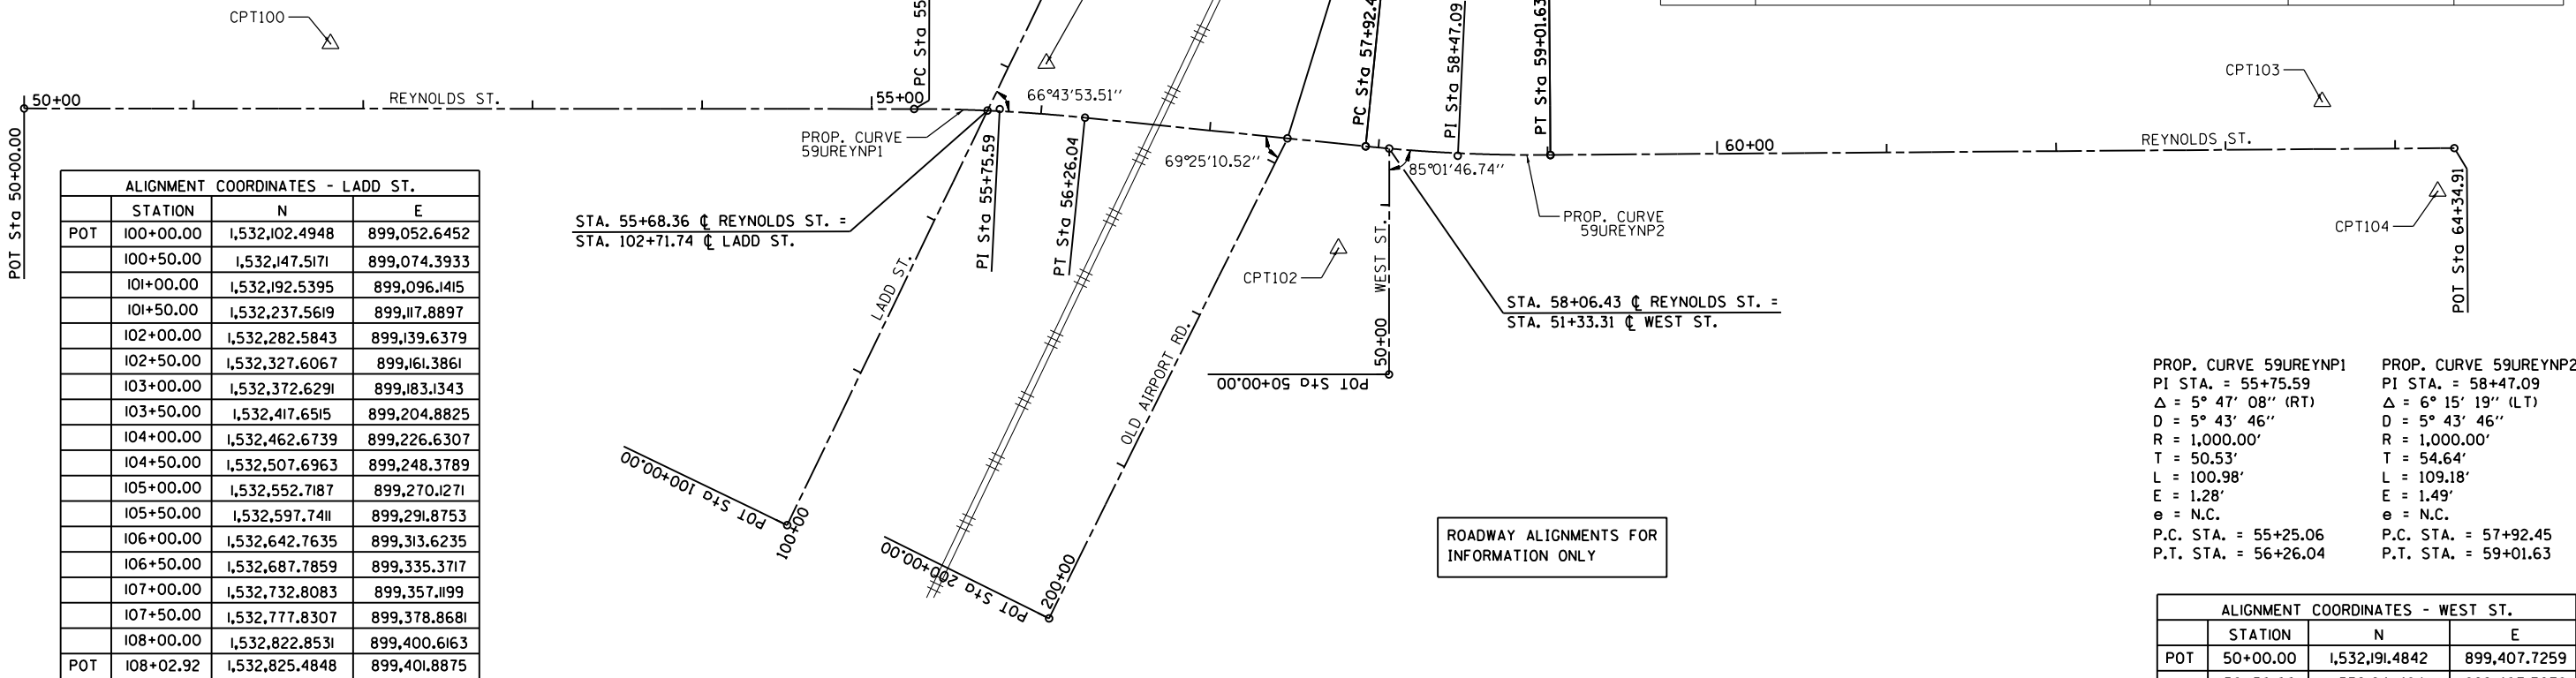 CPT100
PC Sta 55
PC Sta 57+92.4
PI Sta 58+47.09
PT Sta 59+01.63
CPT103
50+00
REYNOLDS ST.
55+00
66°43'53.51''
PROP. CURVE
59UREYNP1
69°25'10.52''
85°01'46.74''
60+00
REYNOLDS ST.
POT Sta 50+00.00
PI Sta 55+75.59
PT Sta 56+26.04
PROP. CURVE
59UREYNP2
CPT104
POT Sta 64+34.91
STA. 55+68.36 ℄ REYNOLDS ST. =
STA. 102+71.74 ℄ LADD ST.
LADD ST.
CPT102
WEST ST.
50+00
STA. 58+06.43 ℄ REYNOLDS ST. =
STA. 51+33.31 ℄ WEST ST.
POT Sta 50+00.00
OLD AIRPORT RD.
POT Sta 100+00.00
100+00
POT Sta 200+00.00
200+00
ALIGNMENT COORDINATES - LADD ST.
STATION N E
POT 100+00.00 1,532,102.4948 899,052.6452
100+50.00 1,532,147.5171 899,074.3933
101+00.00 1,532,192.5395 899,096.1415
101+50.00 1,532,237.5619 899,117.8897
102+00.00 1,532,282.5843 899,139.6379
102+50.00 1,532,327.6067 899,161.3861
103+00.00 1,532,372.6291 899,183.1343
103+50.00 1,532,417.6515 899,204.8825
104+00.00 1,532,462.6739 899,226.6307
104+50.00 1,532,507.6963 899,248.3789
105+00.00 1,532,552.7187 899,270.1271
105+50.00 1,532,597.7411 899,291.8753
106+00.00 1,532,642.7635 899,313.6235
106+50.00 1,532,687.7859 899,335.3717
107+00.00 1,532,732.8083 899,357.1199
107+50.00 1,532,777.8307 899,378.8681
108+00.00 1,532,822.8531 899,400.6163
POT 108+02.92 1,532,825.4848 899,401.8875
ROADWAY ALIGNMENTS FOR
INFORMATION ONLY
PROP. CURVE 59UREYNP1
PI STA. = 55+75.59
Δ = 5° 47' 08'' (RT)
D = 5° 43' 46''
R = 1,000.00'
T = 50.53'
L = 100.98'
E = 1.28'
e = N.C.
P.C. STA. = 55+25.06
P.T. STA. = 56+26.04
PROP. CURVE 59UREYNP2
PI STA. = 58+47.09
Δ = 6° 15' 19'' (LT)
D = 5° 43' 46''
R = 1,000.00'
T = 54.64'
L = 109.18'
E = 1.49'
e = N.C.
P.C. STA. = 57+92.45
P.T. STA. = 59+01.63
ALIGNMENT COORDINATES - WEST ST.
STATION N E
POT 50+00.00 1,532,191.4842 899,407.7259